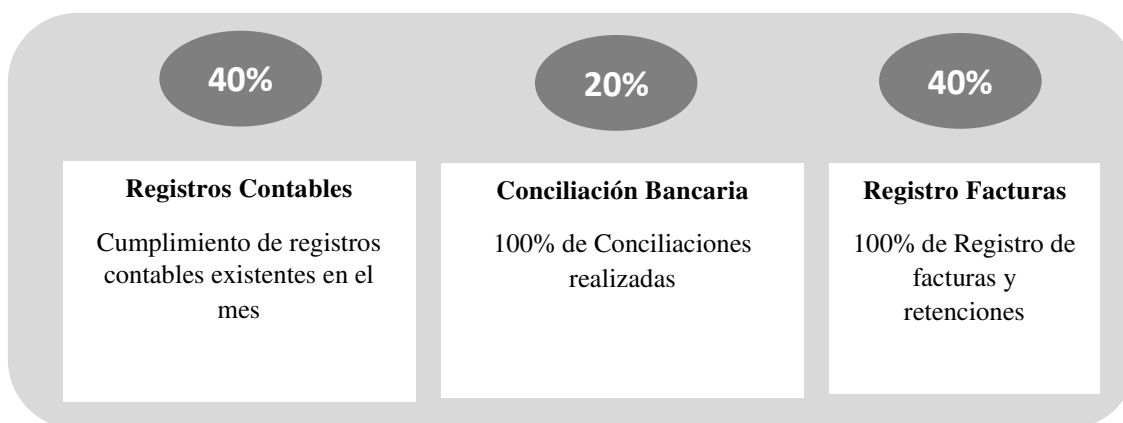 40%
20%
40%
Registros Contables
Cumplimiento de registros
contables existentes en el
mes
Conciliación Bancaria
100% de Conciliaciones
realizadas
Registro Facturas
100% de Registro de
facturas y
retenciones